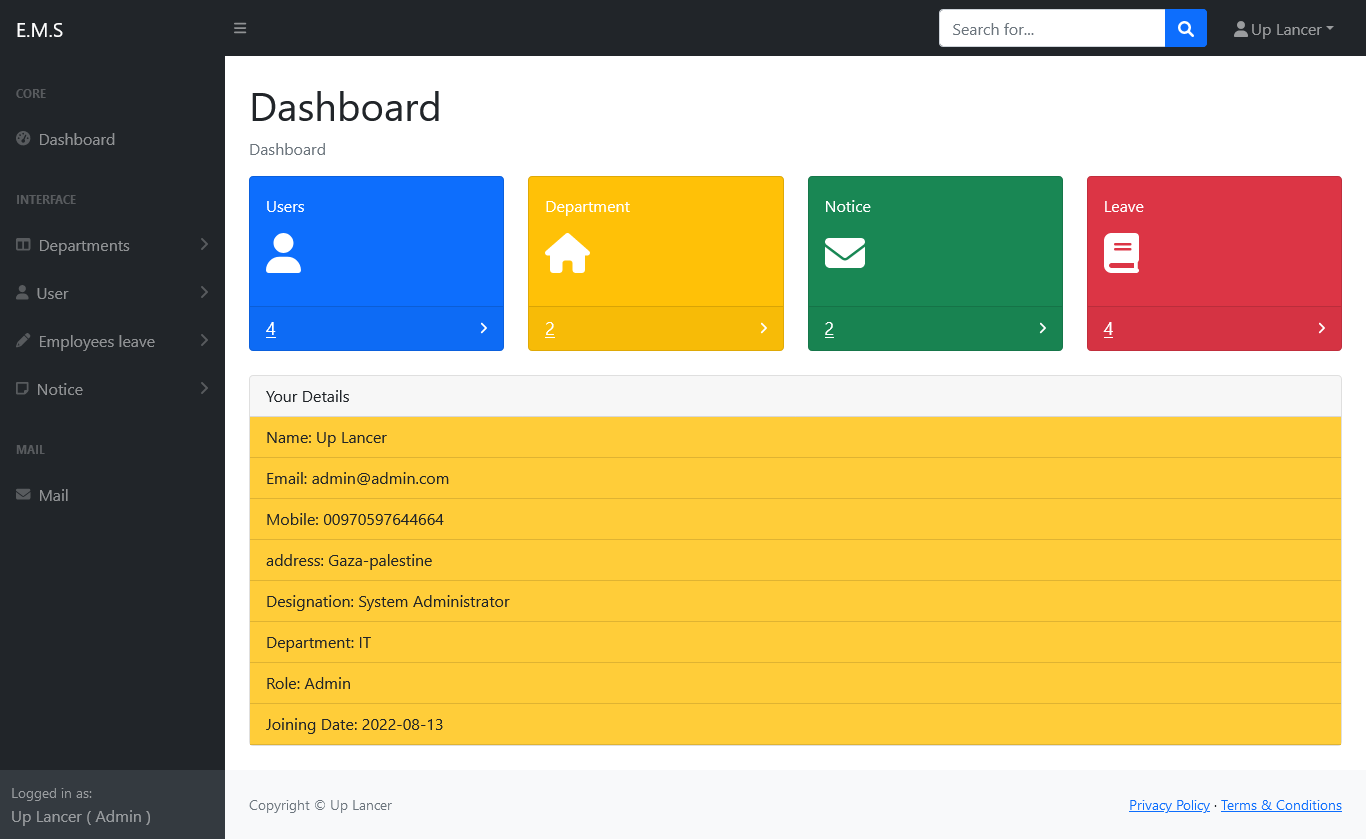 E.M.S
Search for...
Up Lancer
CORE
Dashboard
INTERFACE
Departments
User
Employees leave
Notice
MAIL
Mail
Logged in as:
Up Lancer ( Admin )
Dashboard
Dashboard
Users
4
Department
2
Notice
2
Leave
4
Your Details
Name: Up Lancer
Email: admin@admin.com
Mobile: 00970597644664
address: Gaza-palestine
Designation: System Administrator
Department: IT
Role: Admin
Joining Date: 2022-08-13
Copyright © Up Lancer
Privacy Policy · Terms & Conditions